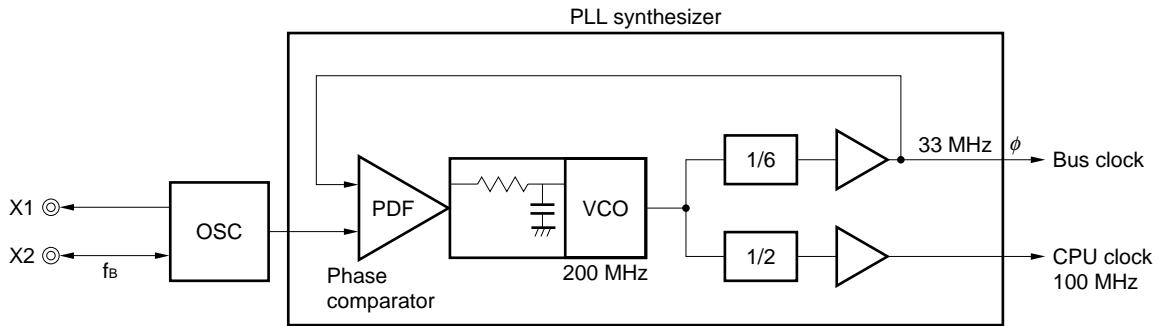 PLL synthesizer
33 MHz
ϕ
1/6
Bus clock
X1
OSC
PDF
VCO
X2
fB
1/2
CPU clock
100 MHz
200 MHz
Phase
comparator